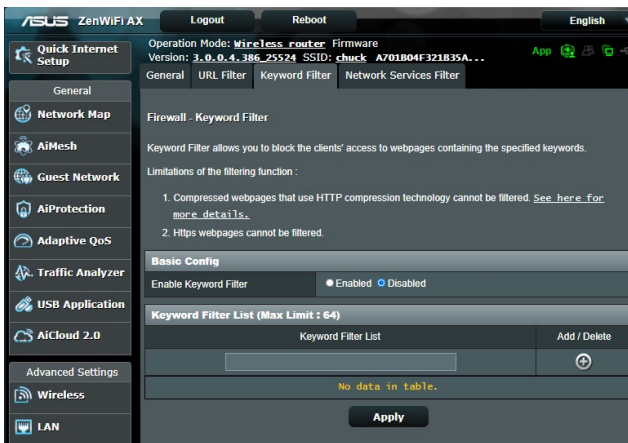 ASUS ZenWiFi AX
Logout
Reboot
English
Quick Internet
Setup
General
Network Map
AiMesh
Guest Network
AiProtection
Adaptive QoS
Traffic Analyzer
USB Application
AiCloud 2.0
Advanced Settings
Wireless
LAN
Operation Mode: Wireless router Firmware
Version: 3.0.0.4.386_25524 SSID: chuck A701B04F321B35A...
App
General URL Filter Keyword Filter Network Services Filter
Firewall - Keyword Filter
Keyword Filter allows you to block the clients' access to webpages containing the specified keywords.
Limitations of the filtering function :
1. Compressed webpages that use HTTP compression technology cannot be filtered. See here for
more details.
2. Https webpages cannot be filtered.
Basic Config
Enable Keyword Filter Enabled Disabled
Keyword Filter List (Max Limit : 64)
Keyword Filter List Add / Delete
No data in table.
Apply